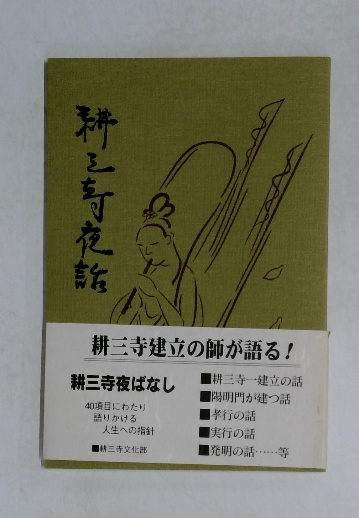 耕三寺夜話
耕三寺建立の師が語る！
耕三寺夜ばなし
40項目にわたり
語りかける
人生への指針
■耕三寺文化部
■耕三寺一建立の話
■陽明門が建つ話
■孝行の話
■実行の話
■発明の話……等